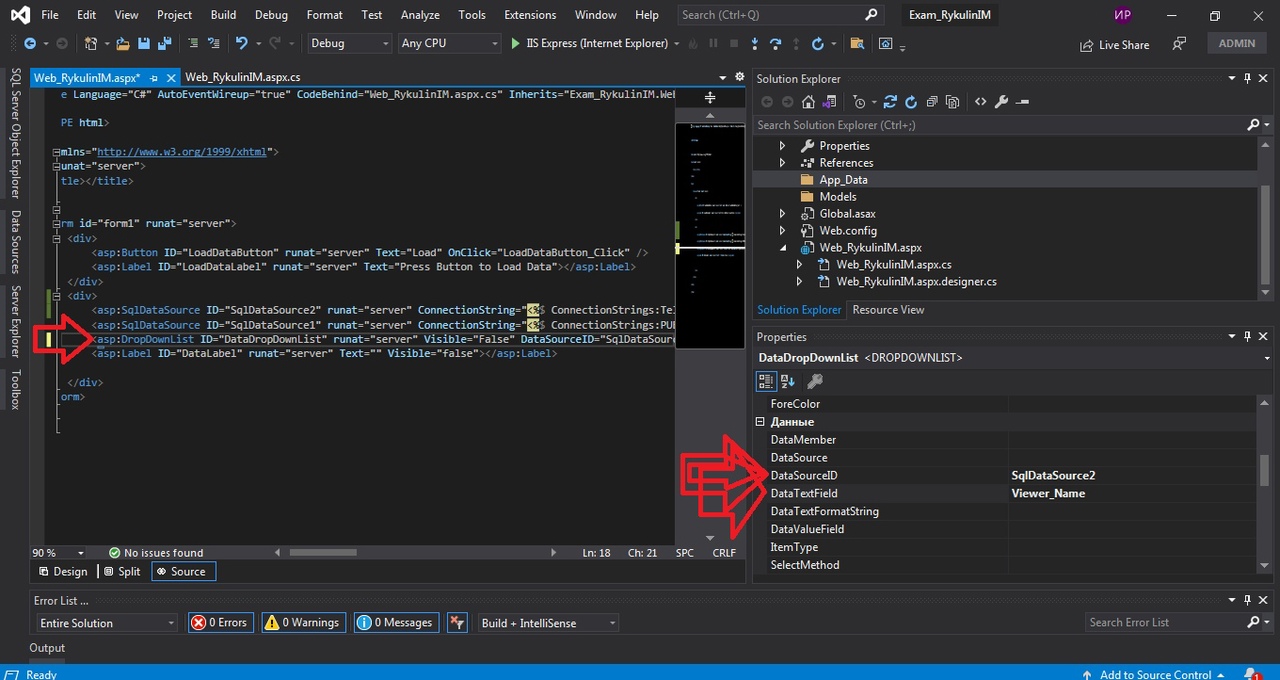 File Edit View Project Build Debug Format Test Analyze Tools Extensions Window Help Search (Ctrl+Q) Exam_RykulinIM ИР
Debug Any CPU IIS Express (Internet Explorer) Live Share ADMIN
SQL Server Object Explorer
Data Sources
Server Explorer
Toolbox
Web_RykulinIM.aspx* Web_RykulinIM.aspx.cs
e Language="C#" AutoEventWireup="true" CodeBehind="Web_RykulinIM.aspx.cs" Inherits="Exam_RykulinIM.We
PE html>
mlns="http://www.w3.org/1999/xhtml">
unat="server">
tle></title>
rm id="form1" runat="server">
<div>
<asp:Button ID="LoadDataButton" runat="server" Text="Load" OnClick="LoadDataButton_Click" />
<asp:Label ID="LoadDataLabel" runat="server" Text="Press Button to Load Data"></asp:Label>
</div>
<div>
<asp:SqlDataSource ID="SqlDataSource2" runat="server" ConnectionString="<%$ ConnectionStrings:Te
<asp:SqlDataSource ID="SqlDataSource1" runat="server" ConnectionString="<%$ ConnectionStrings:PU
<asp:DropDownList ID="DataDropDownList" runat="server" Visible="False" DataSourceID="SqlDataSour
<asp:Label ID="DataLabel" runat="server" Text="" Visible="false"></asp:Label>
</div>
orm>
90 % No issues found Ln: 18 Ch: 21 SPC CRLF
Design Split Source
Solution Explorer
Search Solution Explorer (Ctrl+;)
Properties
References
App_Data
Models
Global.asax
Web.config
Web_RykulinIM.aspx
Web_RykulinIM.aspx.cs
Web_RykulinIM.aspx.designer.cs
Solution Explorer Resource View
Properties
DataDropDownList <DROPDOWNLIST>
ForeColor
Данные
DataMember
DataSource
DataSourceID SqlDataSource2
DataTextField Viewer_Name
DataTextFormatString
DataValueField
ItemType
SelectMethod
Error List ...
Entire Solution 0 Errors 0 Warnings 0 Messages Build + IntelliSense Search Error List
Output
Ready Add to Source Control 1